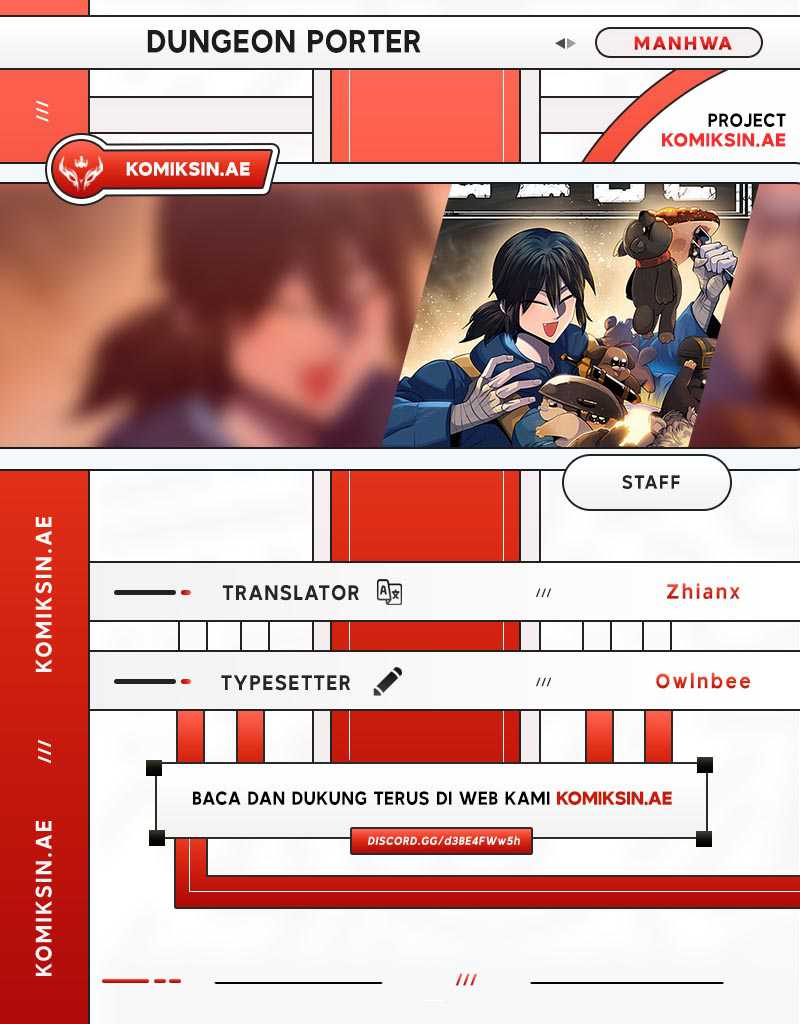 DUNGEON PORTER
MANHWA
///
PROJECT
KOMIKSIN.AE
KOMIKSIN.AE
STAFF
KOMIKSIN.AE
///
KOMIKSIN.AE
TRANSLATOR
///
Zhianx
TYPESETTER
///
Owlnbee
BACA DAN DUKUNG TERUS DI WEB KAMI KOMIKSIN.AE
DISCORD.GG/d3BE4FWw5h
///